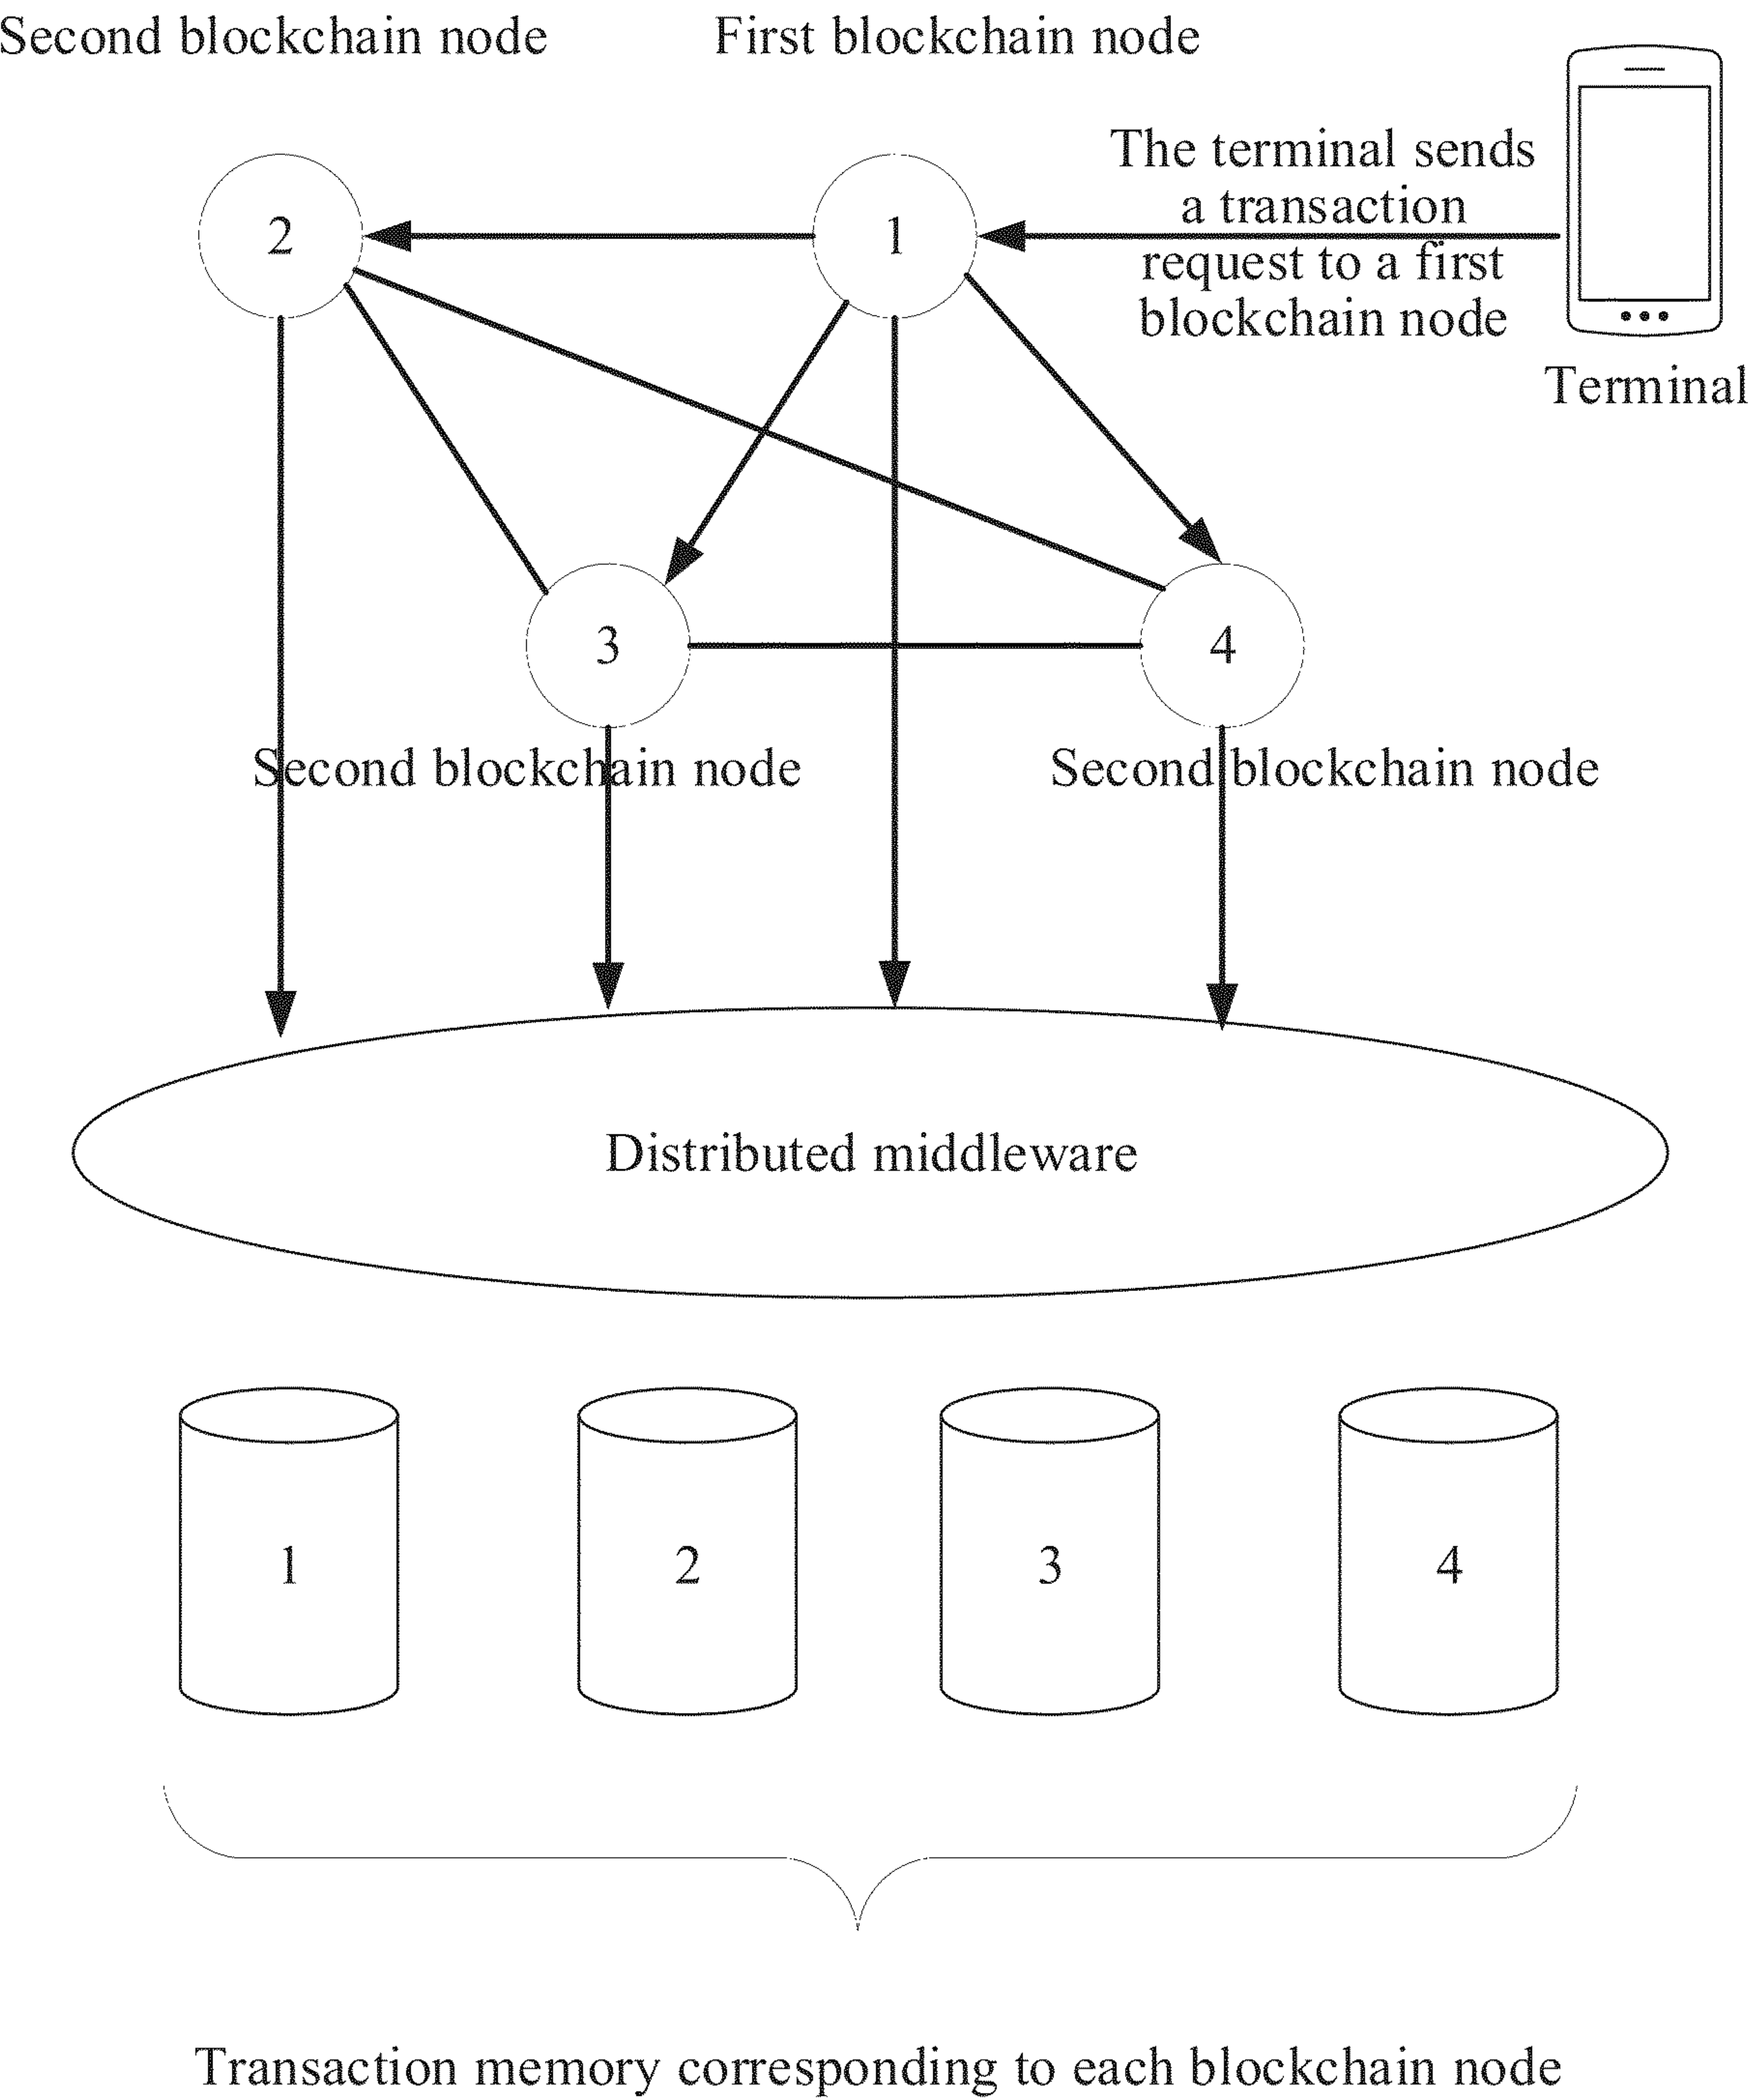 Second blockchain node
First blockchain node
The terminal sends
a transaction
request to a first
blockchain node
Terminal
2
1
3
4
Second blockchain node
Second blockchain node
Distributed middleware
1
2
3
4
Transaction memory corresponding to each blockchain node